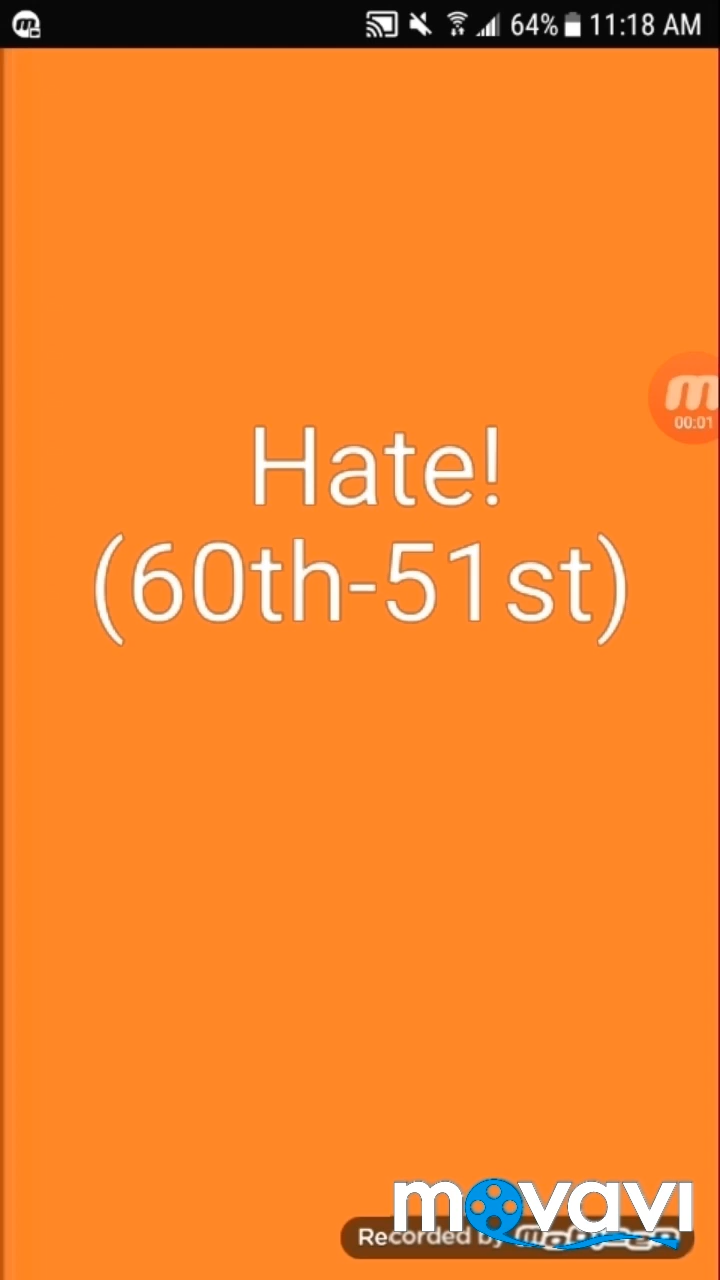 64% 11:18 AM
m
00:01
Hate!
(60th-51st)
movavi
Recorded by